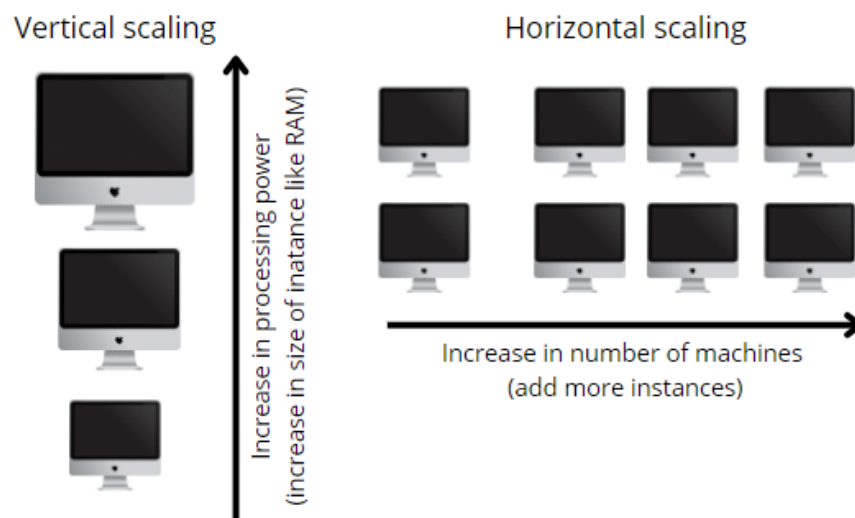 Vertical scaling
Increase in processing power
(increase in size of inatance like RAM)
Horizontal scaling
Increase in number of machines
(add more instances)